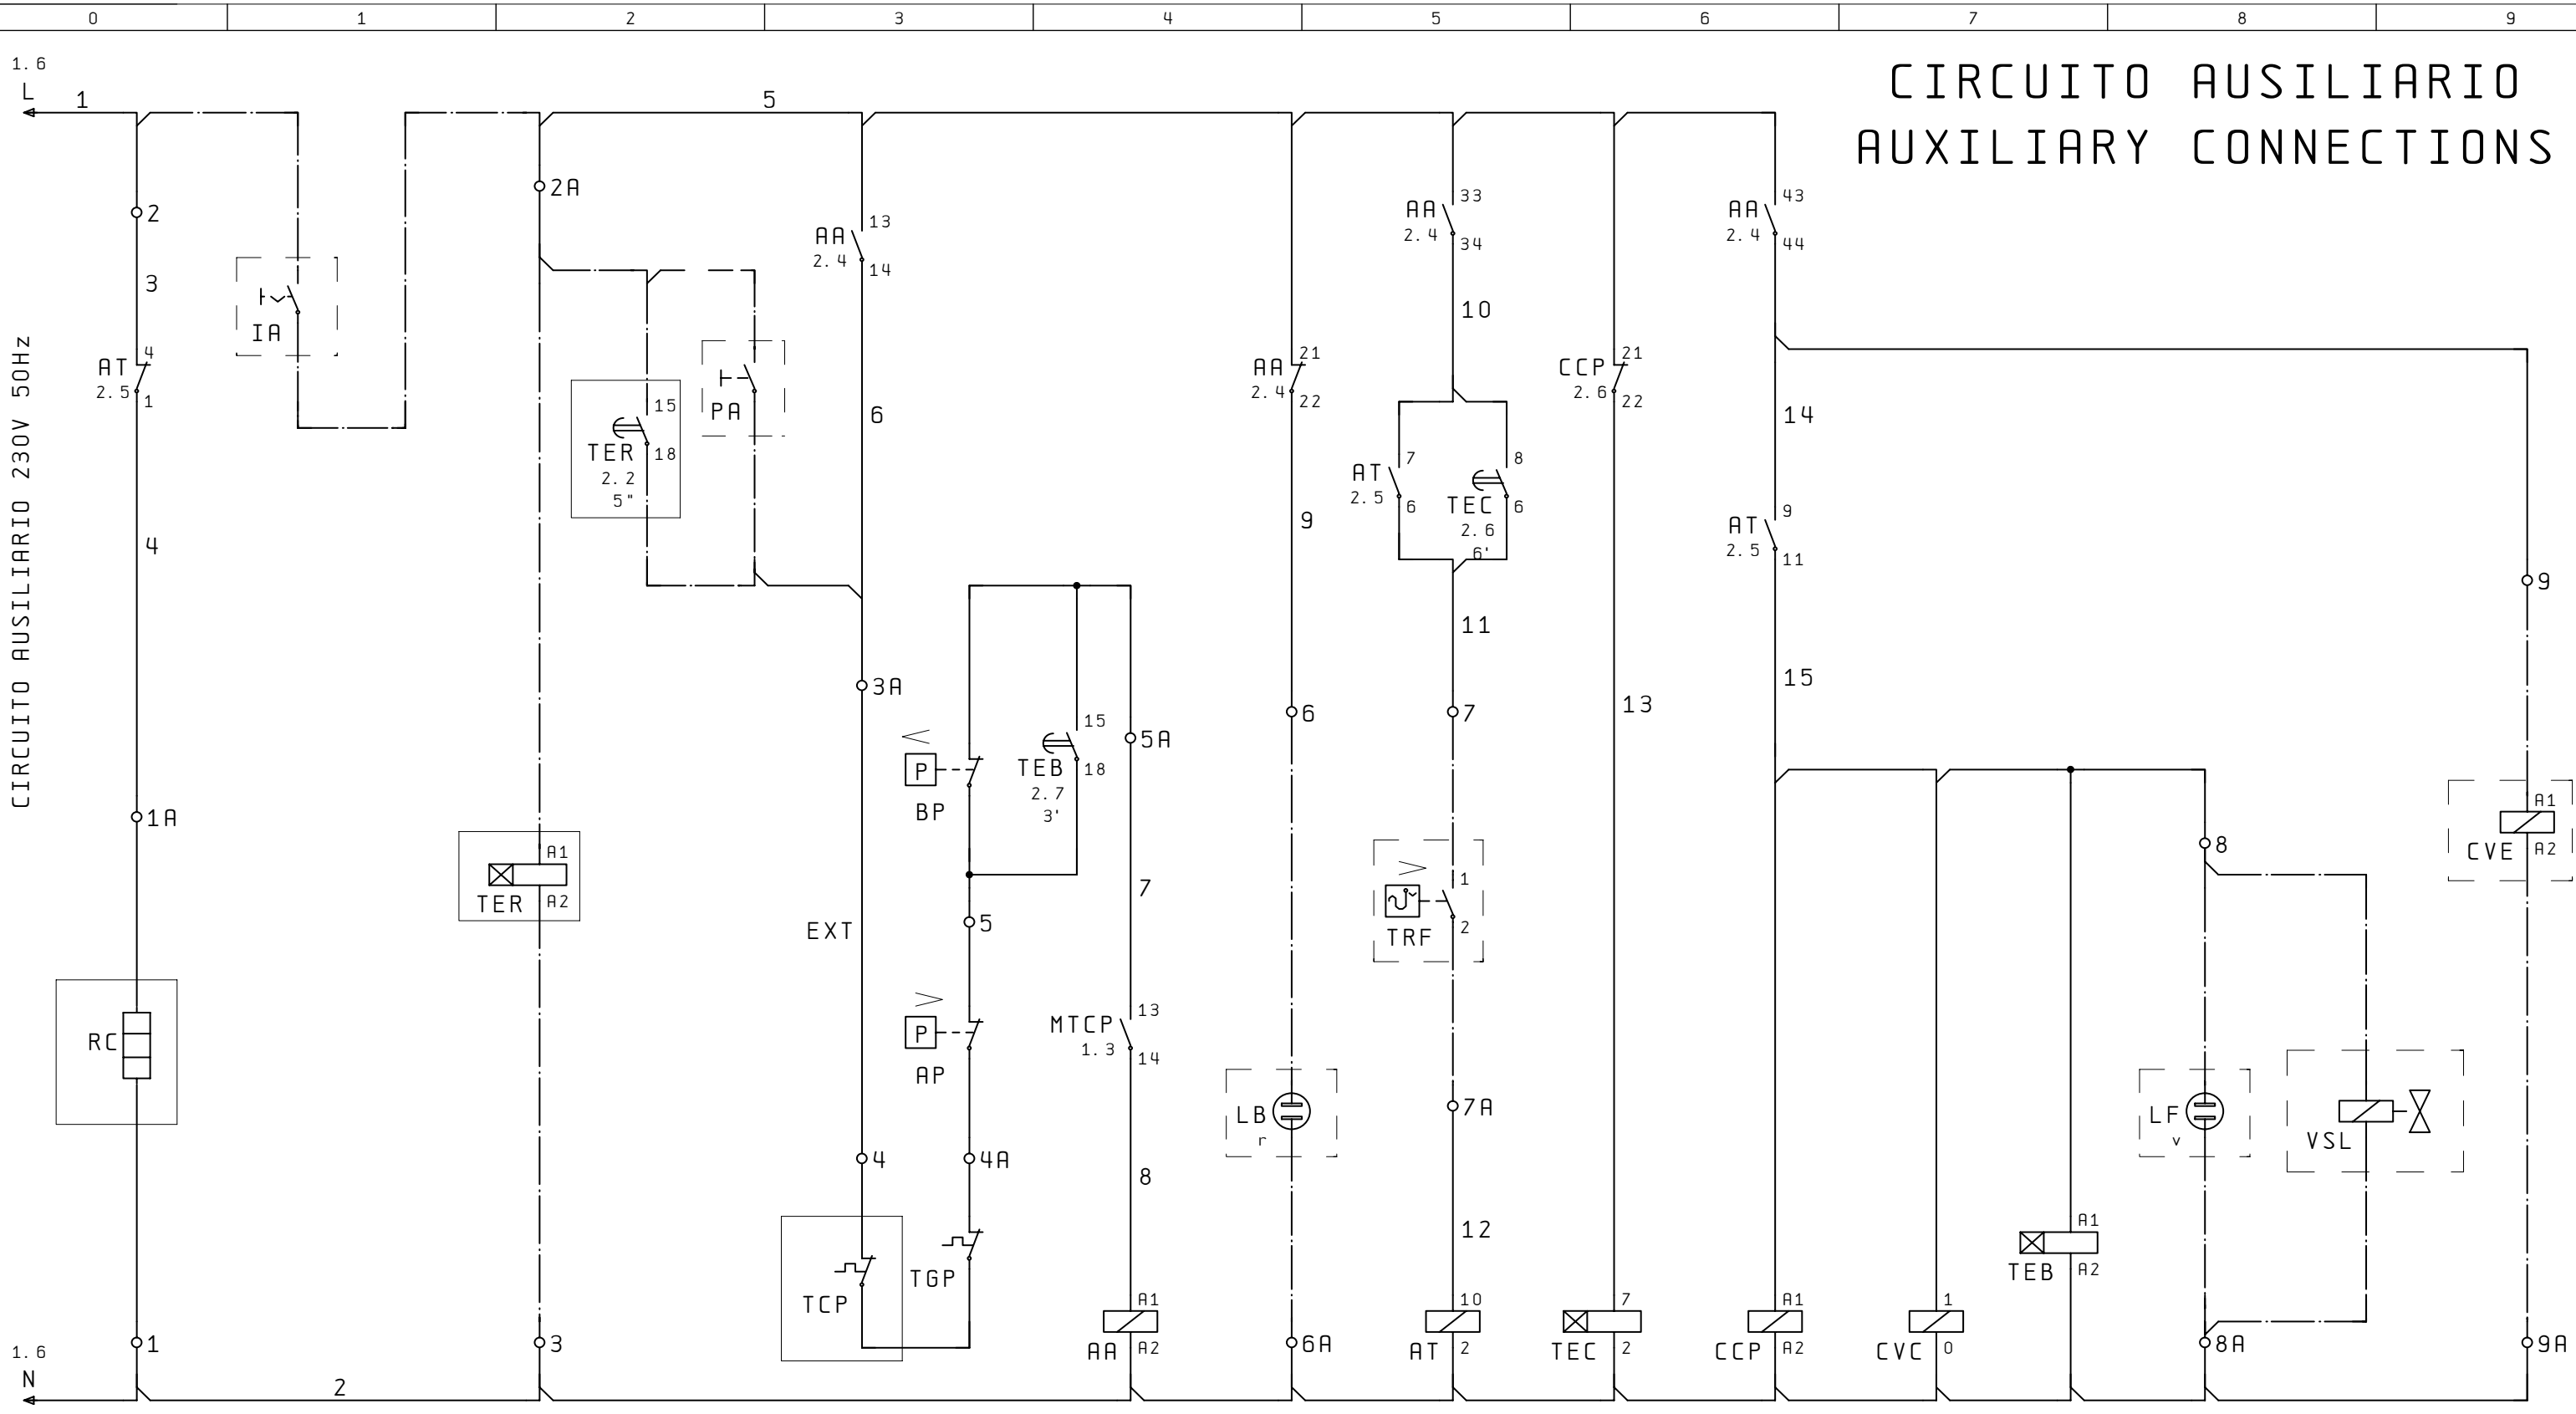 0 1 2 3 4 5 6 7 8 9
CIRCUITO AUSILIARIO
AUXILIARY CONNECTIONS
CIRCUITO AUSILIARIO 230V 50Hz
1.6
L
1
5
2
3
AT
2.5
4
1
4
1A
RC
1
1.6
N
2
IA
2A
TER
A1
A2
3
TER
2.2
5"
15
18
PA
AA
2.4
13
14
6
3A
EXT
4
TCP
<
P
BP
5
>
P
AP
4A
TGP
TEB
2.7
3'
15
18
5A
7
MTCP
1.3
13
14
8
AA
A1
A2
AA
2.4
21
22
9
6
LB
r
6A
AA
2.4
33
34
10
AT
2.5
7
6
TEC
2.6
6'
8
6
11
7
>
TRF
1
2
7A
12
AT
10
2
CCP
2.6
21
22
13
TEC
7
2
AA
2.4
43
44
14
AT
2.5
9
11
15
CCP
A1
A2
CVC
1
0
TEB
A1
A2
8
LF
v
8A
VSL
9
CVE
A1
A2
9A